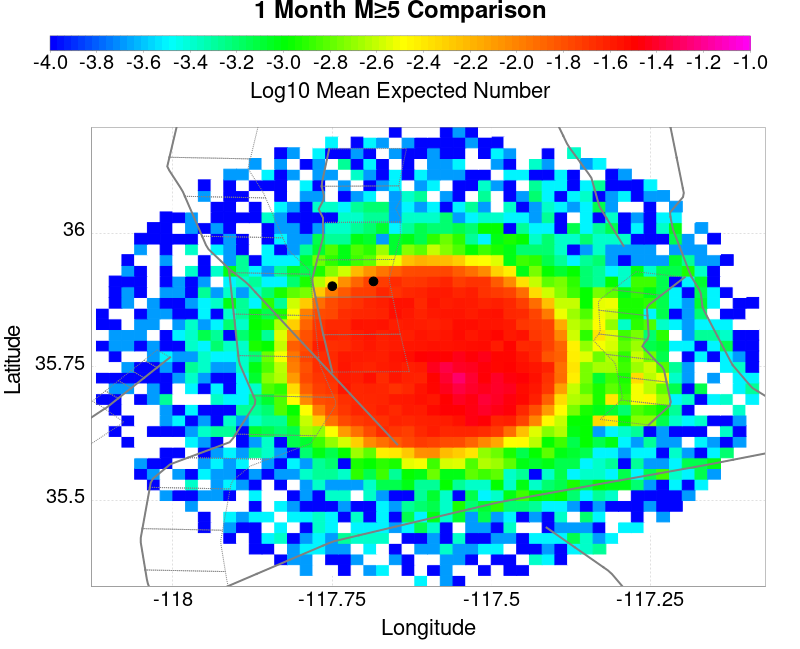 1 Month M≥5 Comparison
-4.0 -3.8 -3.6 -3.4 -3.2 -3.0 -2.8 -2.6 -2.4 -2.2 -2.0 -1.8 -1.6 -1.4 -1.2 -1.0
Log10 Mean Expected Number
36
35.75
35.5
Latitude
-118 -117.75 -117.5 -117.25
Longitude